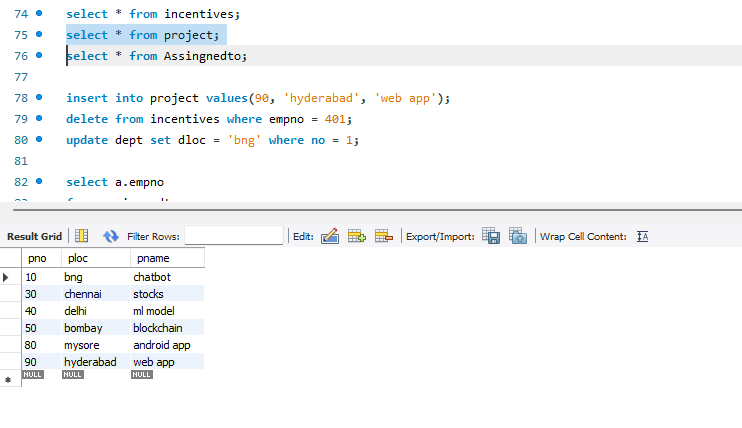 74 select * from incentives;
75 select * from project;
76 select * from Assingnedto;
77
78 insert into project values(90, 'hyderabad', 'web app');
79 delete from incentives where empno = 401;
80 update dept set dloc = 'bng' where no = 1;
81
82 select a.empno
Result Grid Filter Rows: Edit: Export/Import: Wrap Cell Content:
pno ploc pname
10 bng chatbot
30 chennai stocks
40 delhi ml model
50 bombay blockchain
80 mysore android app
90 hyderabad web app
NULL NULL NULL